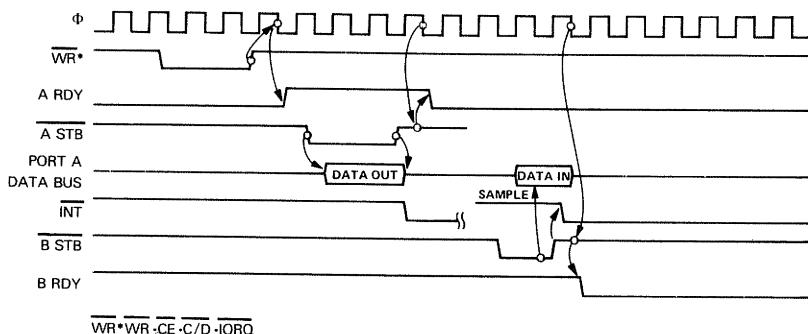 Φ
WR*
A RDY
A STB
PORT A
DATA BUS
DATA OUT
DATA IN
SAMPLE
INT
B STB
B RDY
WR*WR·CE·C/D·IORQ